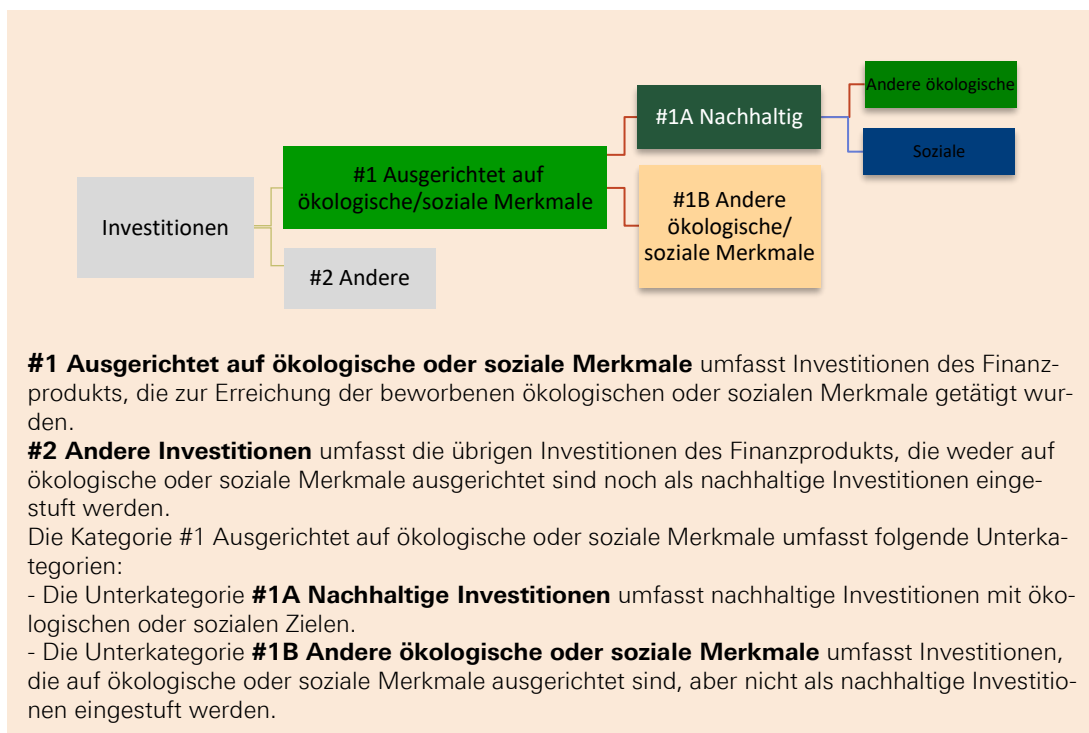 Andere ökologische
#1A Nachhaltig
Soziale
#1 Ausgerichtet auf
ökologische/soziale Merkmale
#1B Andere
ökologische/
soziale Merkmale
Investitionen
#2 Andere
#1 Ausgerichtet auf ökologische oder soziale Merkmale umfasst Investitionen des Finanz-
produkts, die zur Erreichung der beworbenen ökologischen oder sozialen Merkmale getätigt wur-
den.
#2 Andere Investitionen umfasst die übrigen Investitionen des Finanzprodukts, die weder auf
ökologische oder soziale Merkmale ausgerichtet sind noch als nachhaltige Investitionen einge-
stuft werden.
Die Kategorie #1 Ausgerichtet auf ökologische oder soziale Merkmale umfasst folgende Unterka-
tegorien:
- Die Unterkategorie #1A Nachhaltige Investitionen umfasst nachhaltige Investitionen mit öko-
logischen oder sozialen Zielen.
- Die Unterkategorie #1B Andere ökologische oder soziale Merkmale umfasst Investitionen,
die auf ökologische oder soziale Merkmale ausgerichtet sind, aber nicht als nachhaltige Investitio-
nen eingestuft werden.